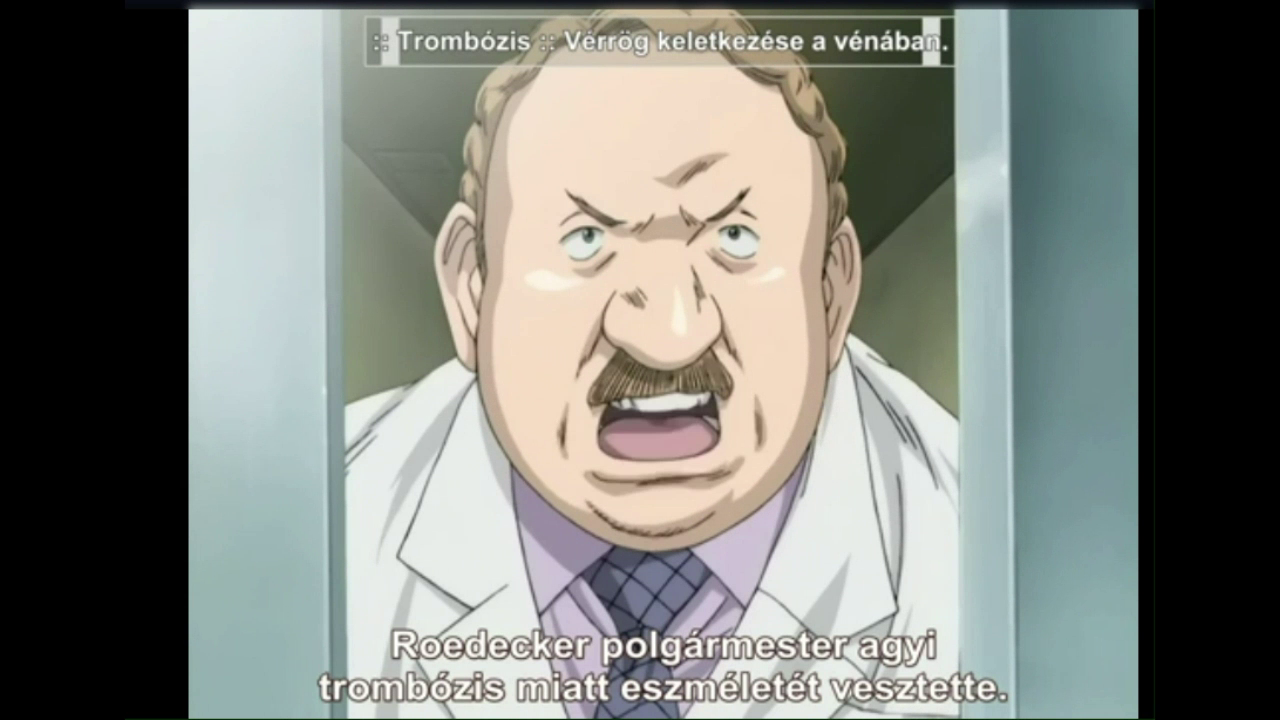 :: Trombózis :: Vérrög keletkezése a vénában.
Roedecker polgármester agyi
trombózis miatt eszméletét vesztette.